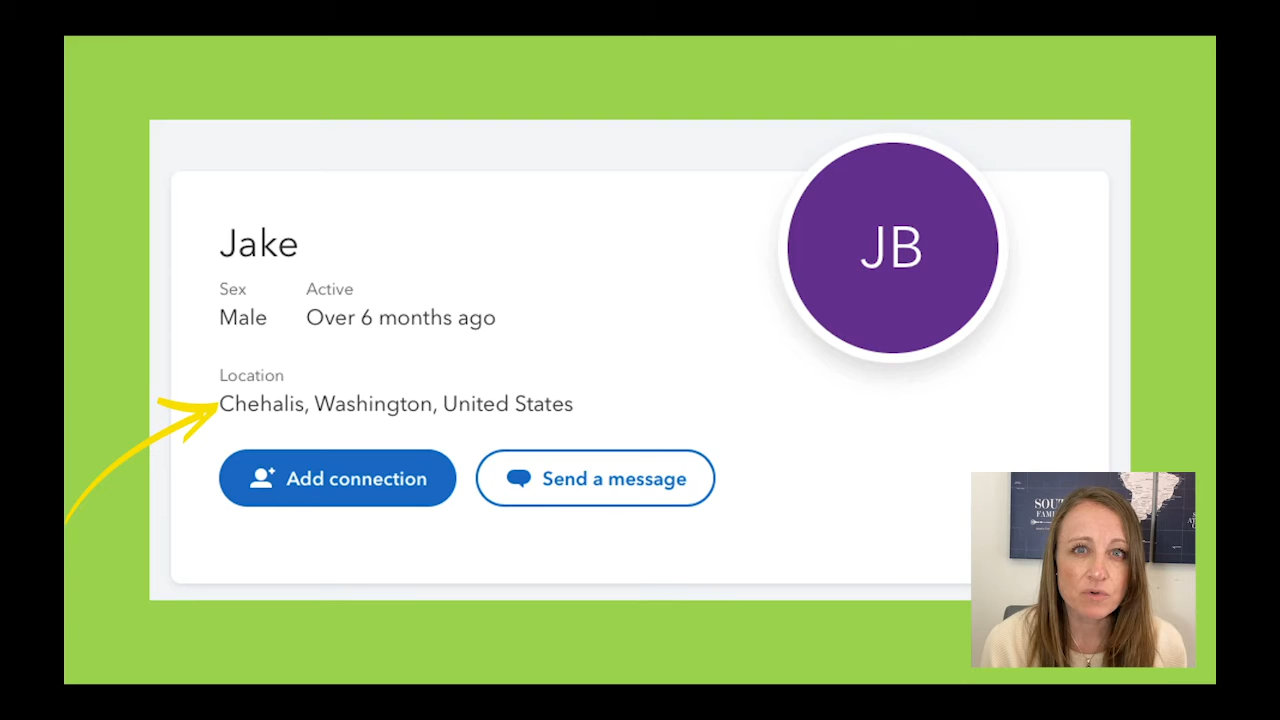 Jake
JB
Sex
Active
Male
Over 6 months ago
Location
Chehalis, Washington, United States
Add connection
Send a message